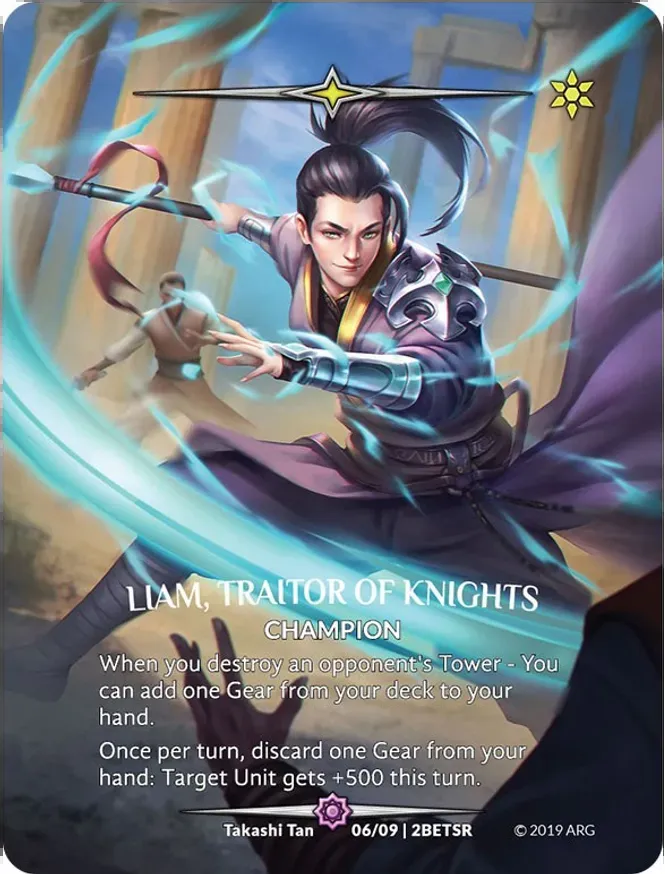 LIAM, TRAITOR OF KNIGHTS
CHAMPION
When you destroy an opponent's Tower - You
can add one Gear from your deck to your
hand.
Once per turn, discard one Gear from your
hand: Target Unit gets +500 this turn.
Takashi Tan 06/09 | 2BETSR © 2019 ARG